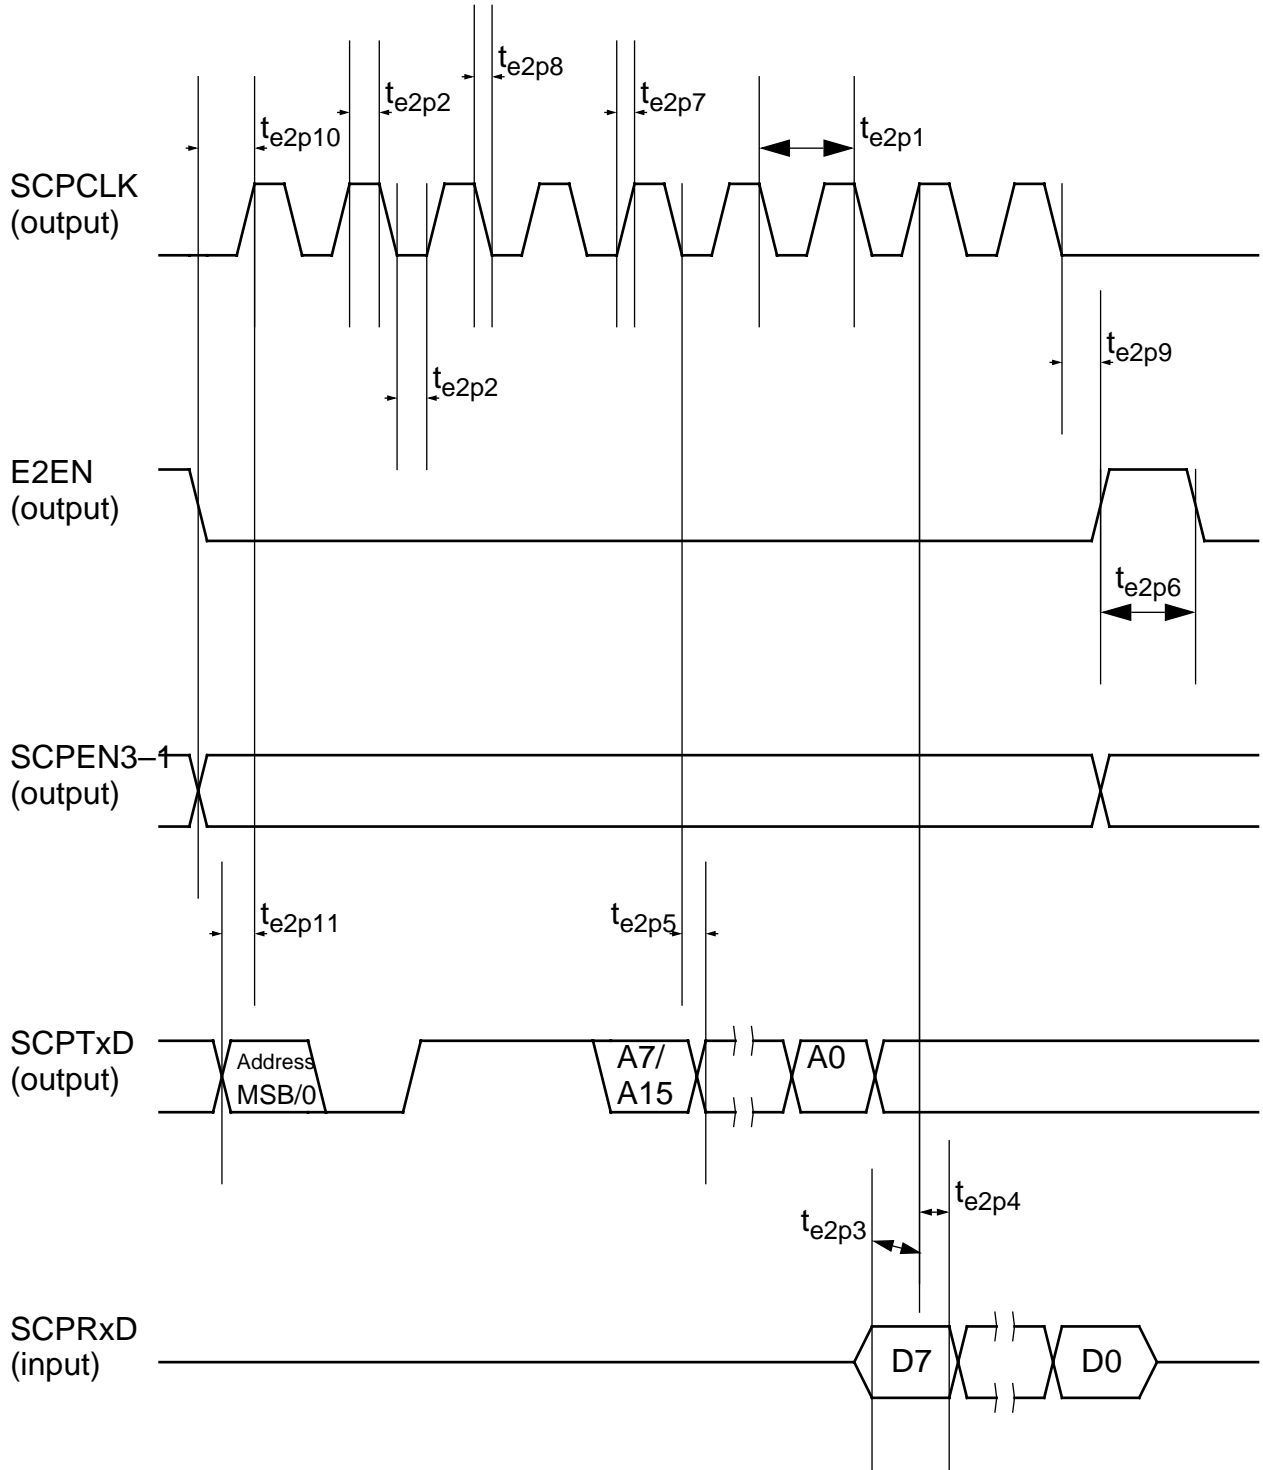 te2p8
te2p2
te2p7
te2p10
te2p1
SCPCLK
(output)
te2p9
te2p2
E2EN
(output)
te2p6
SCPEN3–1
(output)
te2p11
te2p5
SCPTxD
(output)
Address
MSB/0
A7/
A15
A0
te2p4
te2p3
SCPRxD
(input)
D7
D0